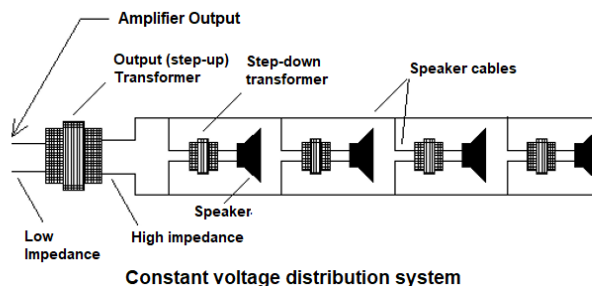 Amplifier Output
Output (step-up)
Transformer
Step-down
transformer
Speaker cables
Speaker
Low
Impedance
High impedance
Constant voltage distribution system